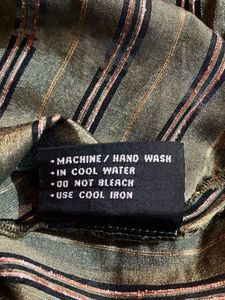 • MACHINE / HAND WASH
• IN COOL WATER
• DO NOT BLEACH
• USE COOL IRON